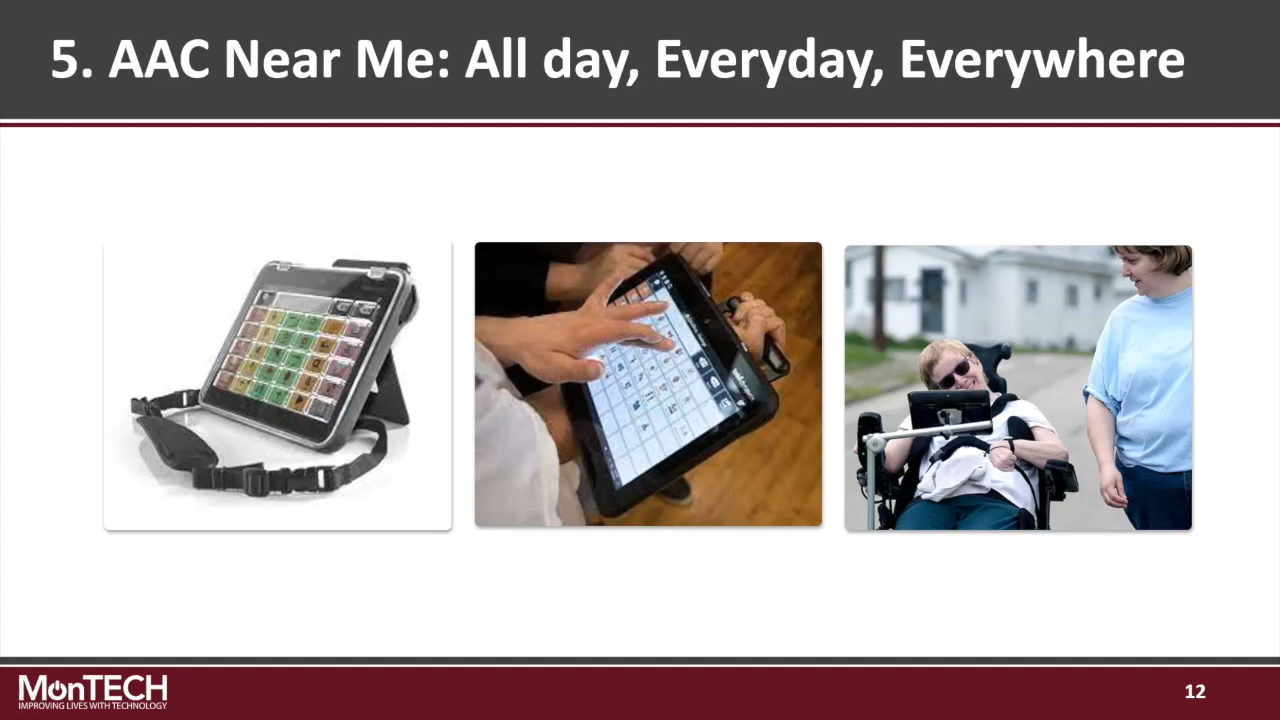 5. AAC Near Me: All day, Everyday, Everywhere
MonTECH
IMPROVING LIVES WITH TECHNOLOGY
12